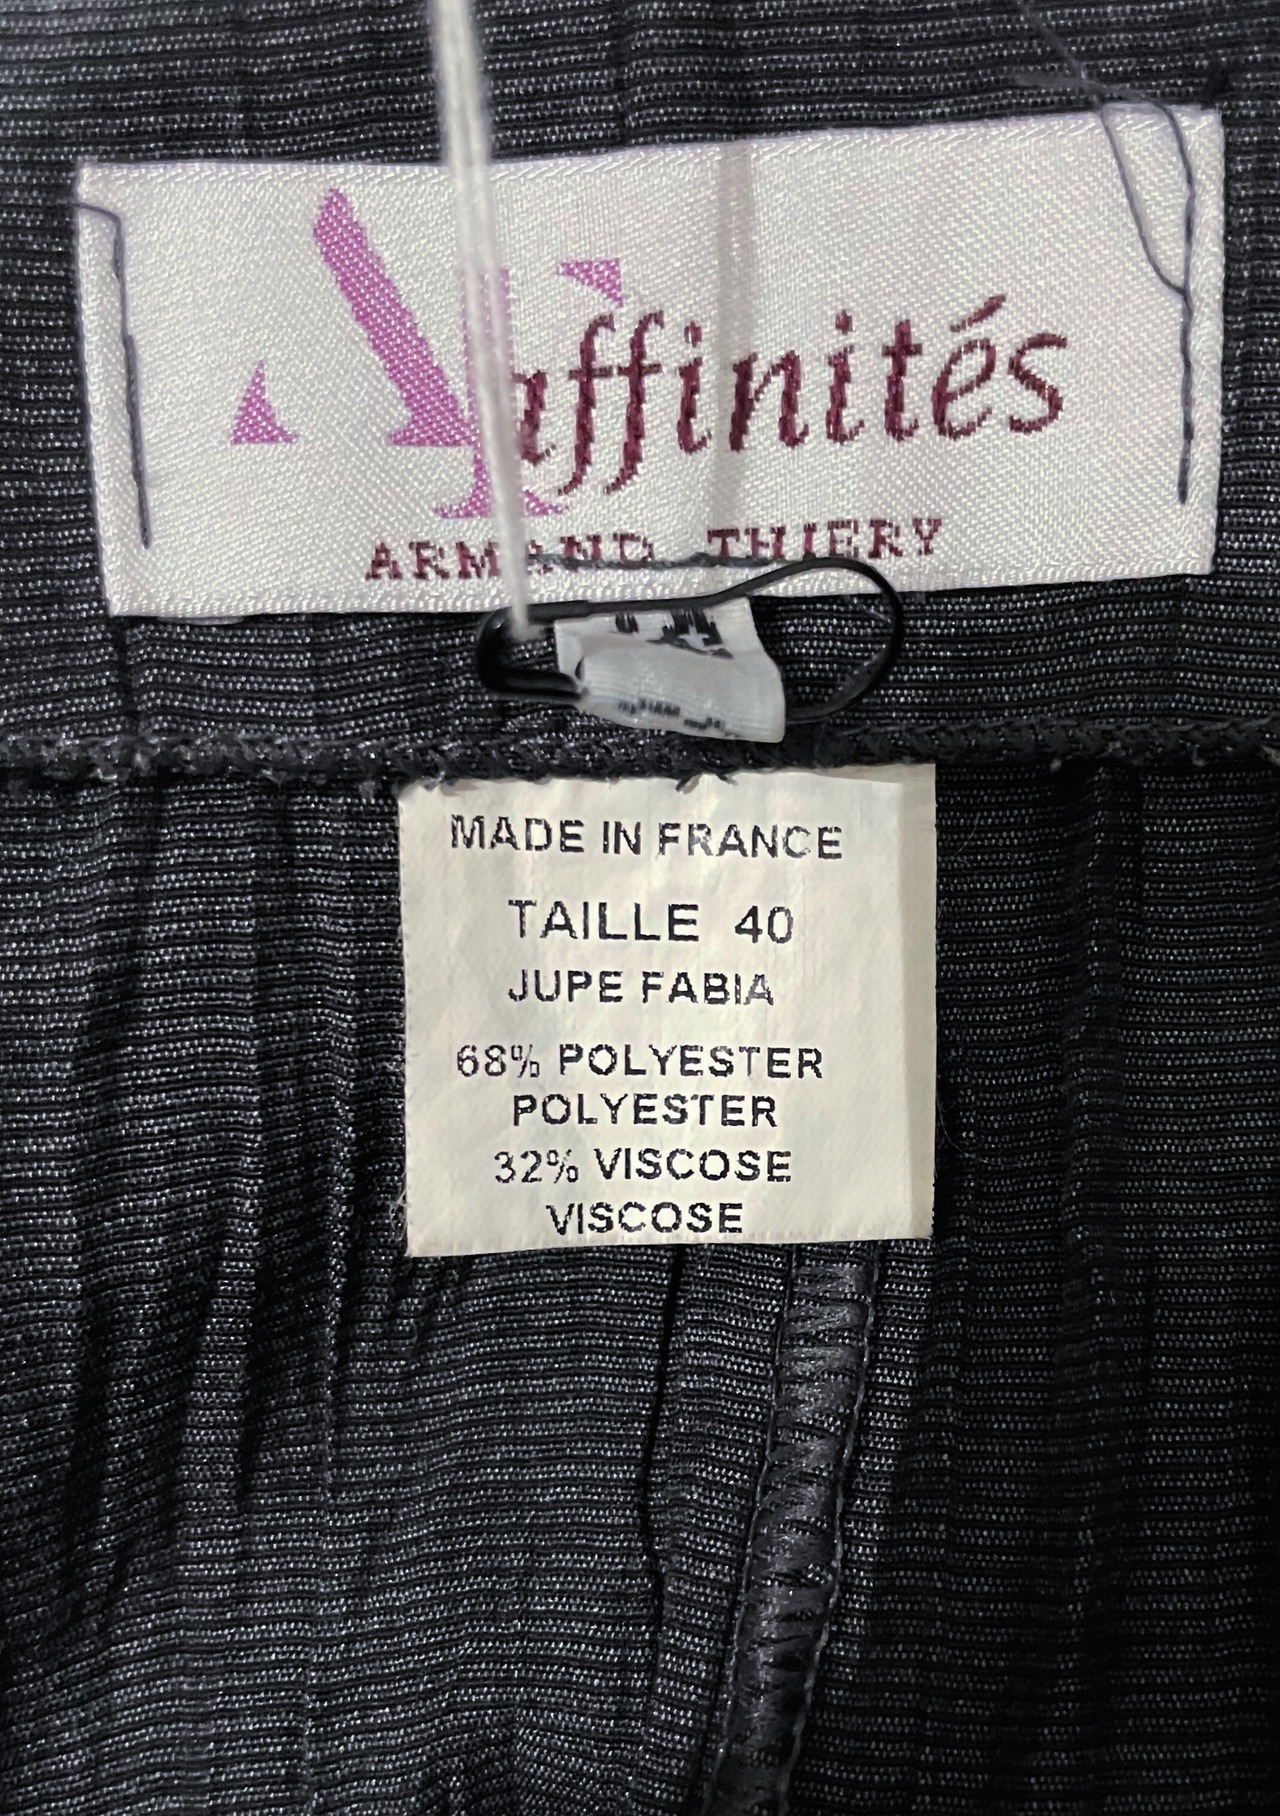 affinités
ARMAND THIERY
MADE IN FRANCE
TAILLE 40
JUPE FABIA
68% POLYESTER
POLYESTER
32% VISCOSE
VISCOSE